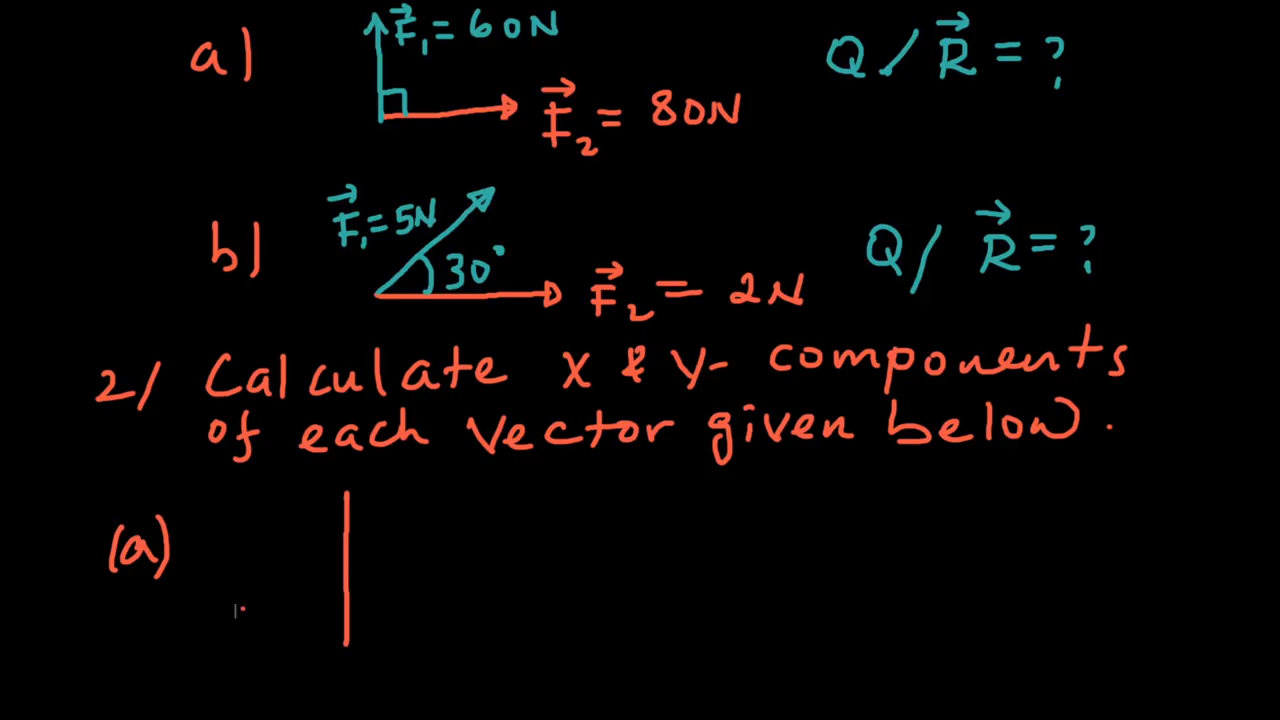 a) F⃗₁ = 60N Q / R⃗ = ?
F⃗₂ = 80N
b) F⃗₁ = 5N 30° Q / R⃗ = ?
F⃗₂ = 2N
2/ Calculate x & y- components
of each vector given below.
(a)